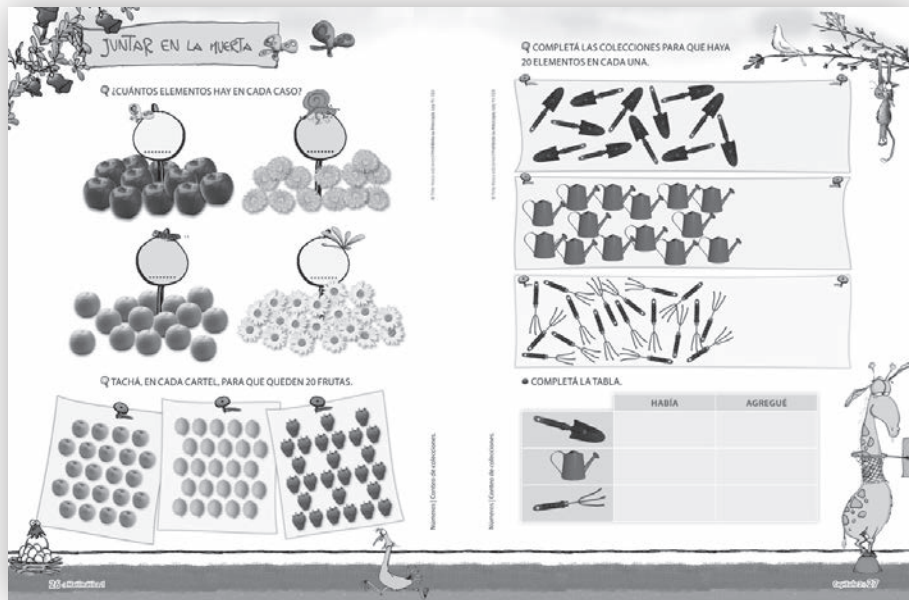 JUNTAR EN LA HUERTA
¿CUÁNTOS ELEMENTOS HAY EN CADA CASO?
TACHÁ, EN CADA CARTEL, PARA QUE QUEDEN 20 FRUTAS.
Números | Conteo de colecciones.
26
COMPLETÁ LAS COLECCIONES PARA QUE HAYA
20 ELEMENTOS EN CADA UNA.
COMPLETÁ LA TABLA.
HABÍA
AGREGUÉ
Números | Conteo de colecciones.
27